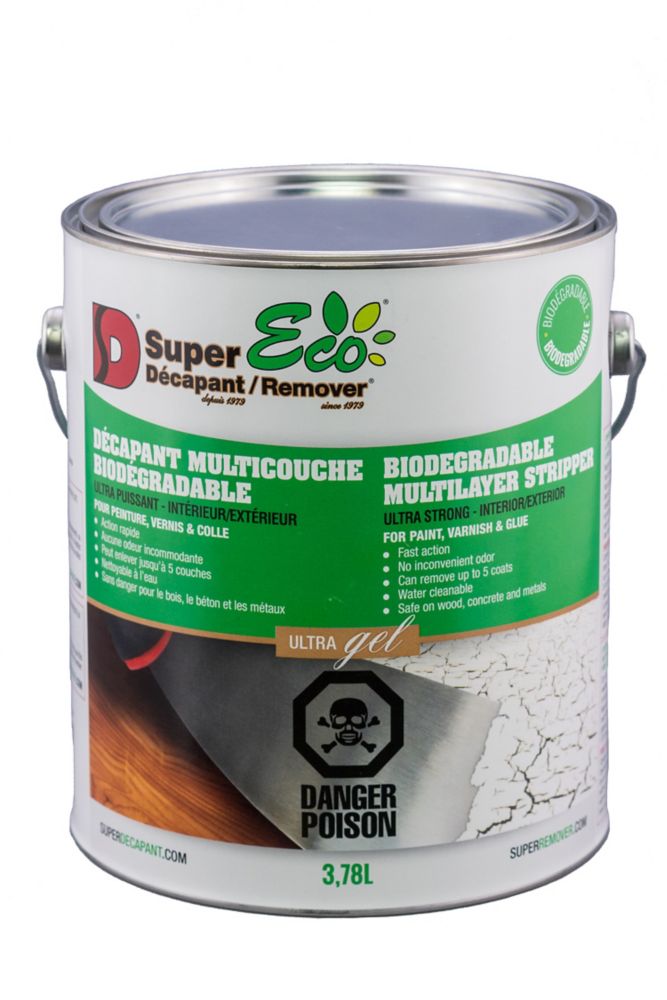 Super Eco
Décapant/Remover®
depuis 1979 since 1979
BIODÉGRADABLE
BIODEGRADABLE
DÉCAPANT MULTICOUCHE
BIODÉGRADABLE
ULTRA PUISSANT - INTÉRIEUR/EXTÉRIEUR
POUR PEINTURE, VERNIS & COLLE
• Action rapide
• Aucune odeur incommodante
• Peut enlever jusqu'à 5 couches
• Nettoyable à l'eau
• Sans danger pour le bois, le béton et les métaux
BIODEGRADABLE
MULTILAYER STRIPPER
ULTRA STRONG - INTERIOR/EXTERIOR
FOR PAINT, VARNISH & GLUE
• Fast action
• No inconvenient odor
• Can remove up to 5 coats
• Water cleanable
• Safe on wood, concrete and metals
ULTRA gel
DANGER
POISON
SUPERDECAPANT.COM
SUPERREMOVER.COM
3,78L